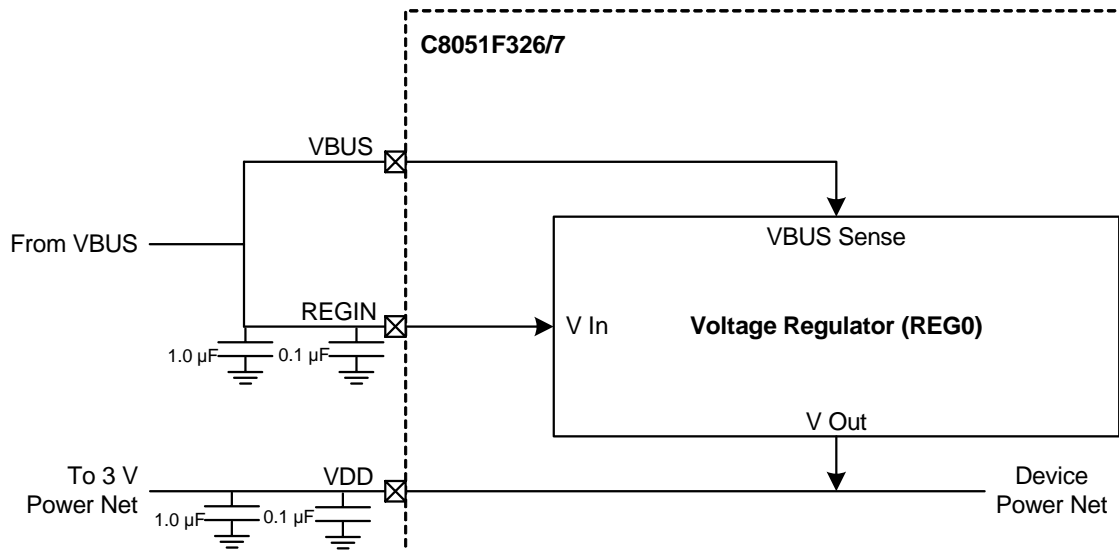 C8051F326/7
VBUS
From VBUS
VBUS Sense
REGIN
V In
Voltage Regulator (REG0)
1.0 µF
0.1 µF
V Out
To 3 V
Power Net
VDD
Device
Power Net
1.0 µF
0.1 µF